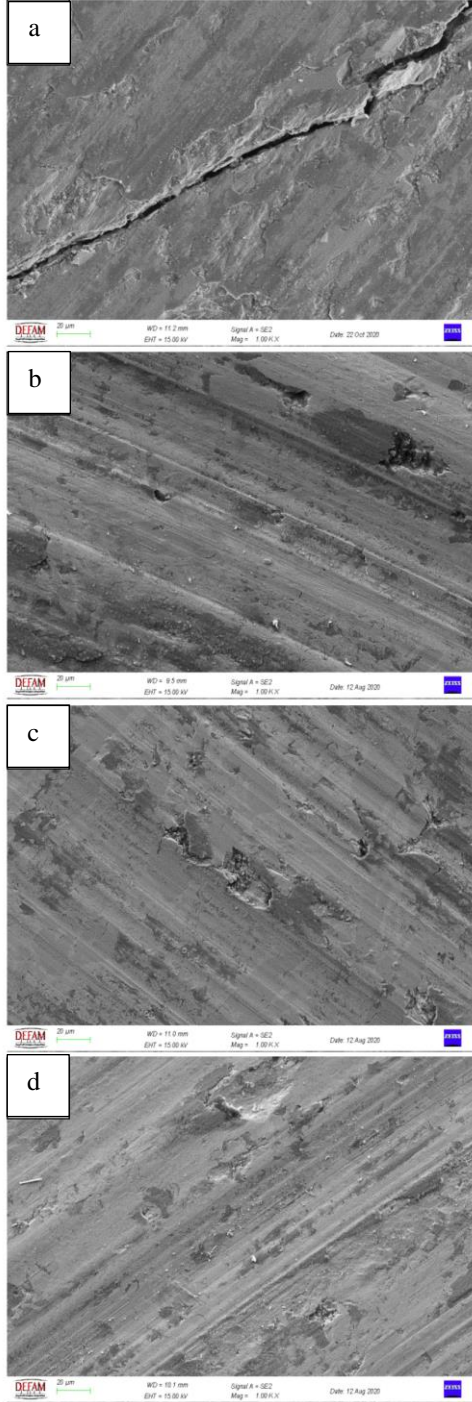 a
DEFAM
20 µm
WD = 11.2 mm
Signal A = SE2
Date: 22 Oct 2020
ZEISS
EHT = 15.00 kV
Mag = 1.00 K X
b
DEFAM
20 µm
WD = 9.5 mm
Signal A = SE2
Date: 12 Aug 2020
ZEISS
EHT = 15.00 kV
Mag = 1.00 K X
c
DEFAM
20 µm
WD = 11.0 mm
Signal A = SE2
Date: 12 Aug 2020
ZEISS
EHT = 15.00 kV
Mag = 1.00 K X
d
DEFAM
20 µm
WD = 10.1 mm
Signal A = SE2
Date: 12 Aug 2020
ZEISS
EHT = 15.00 kV
Mag = 1.00 K X